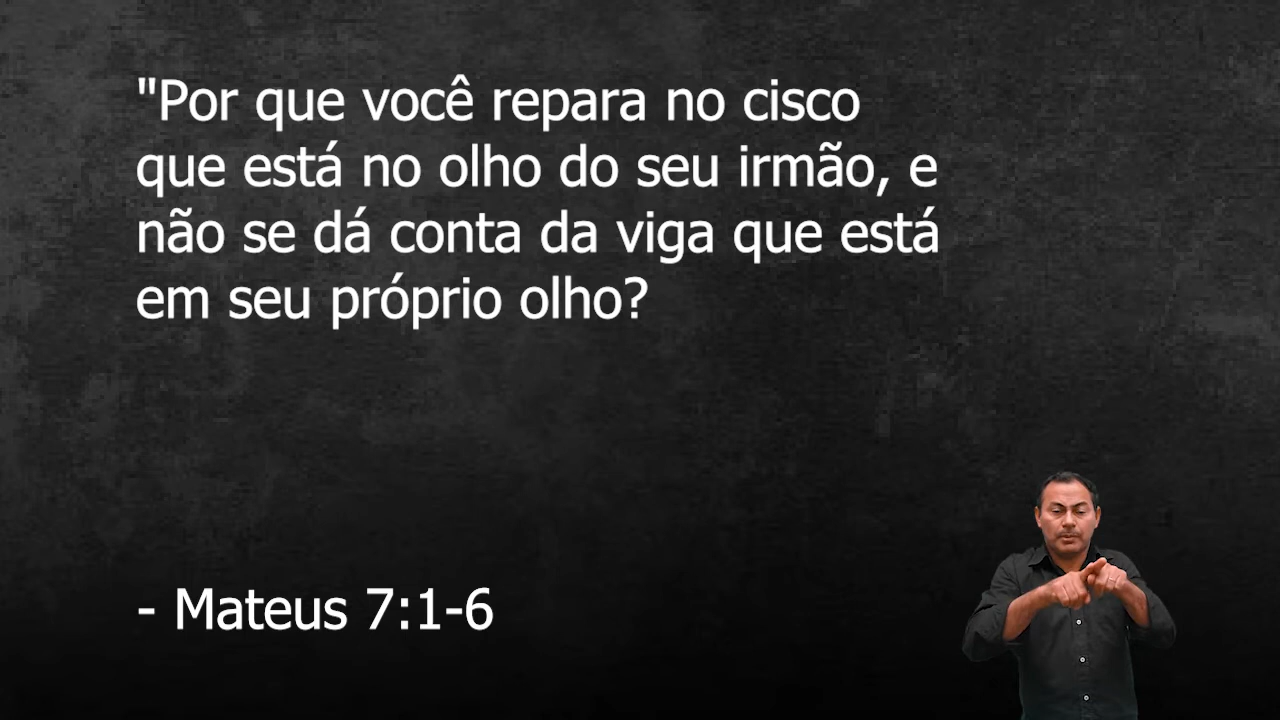 "Por que você repara no cisco
que está no olho do seu irmão, e
não se dá conta da viga que está
em seu próprio olho?
- Mateus 7:1-6